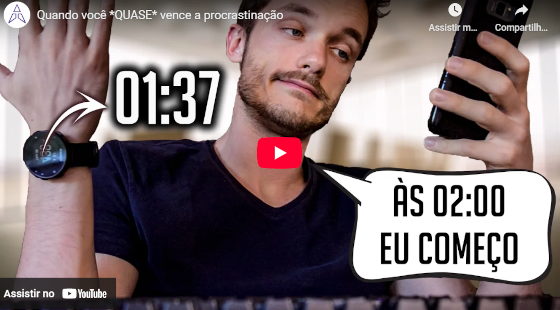 Quando você *QUASE* vence a procrastinação
Assistir m...
Compartilh...
01:37
ÀS 02:00
EU COMEÇO
Assistir no YouTube